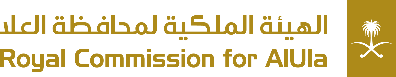 الهيئة الملكية لمحافظة العلا
Royal Commission for AlUla